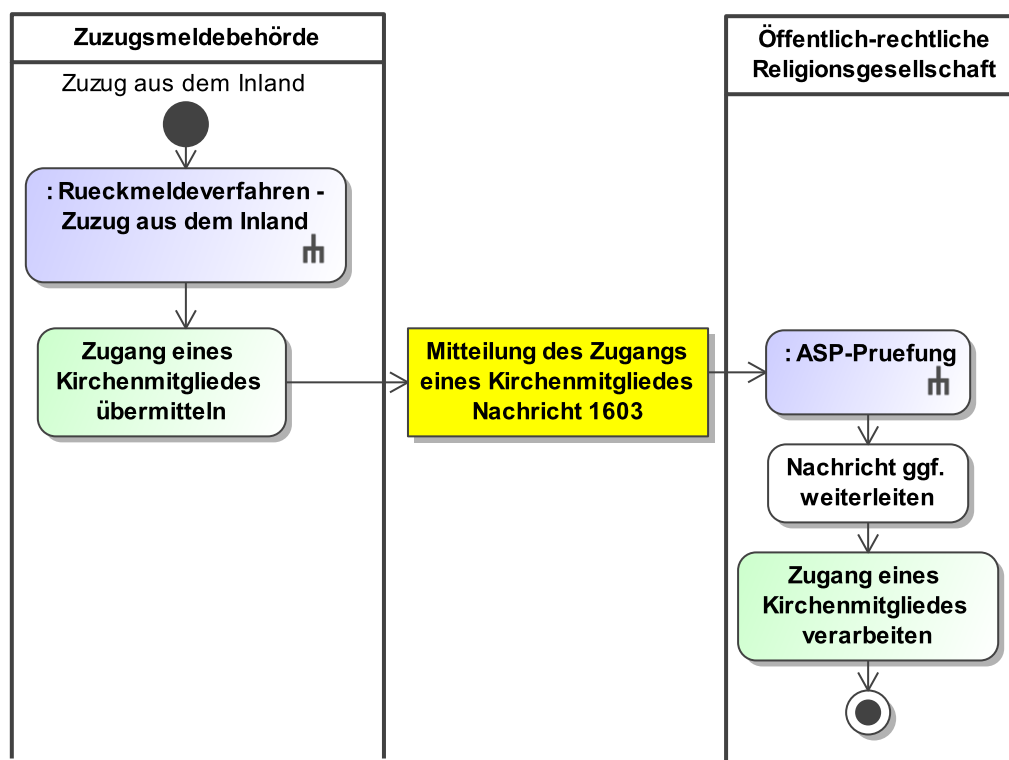 Zuzugsmeldebehörde
Zuzug aus dem Inland
: Rueckmeldeverfahren -
Zuzug aus dem Inland
Zugang eines
Kirchenmitgliedes
übermitteln
Mitteilung des Zugangs
eines Kirchenmitgliedes
Nachricht 1603
Öffentlich-rechtliche
Religionsgesellschaft
: ASP-Pruefung
Nachricht ggf.
weiterleiten
Zugang eines
Kirchenmitgliedes
verarbeiten